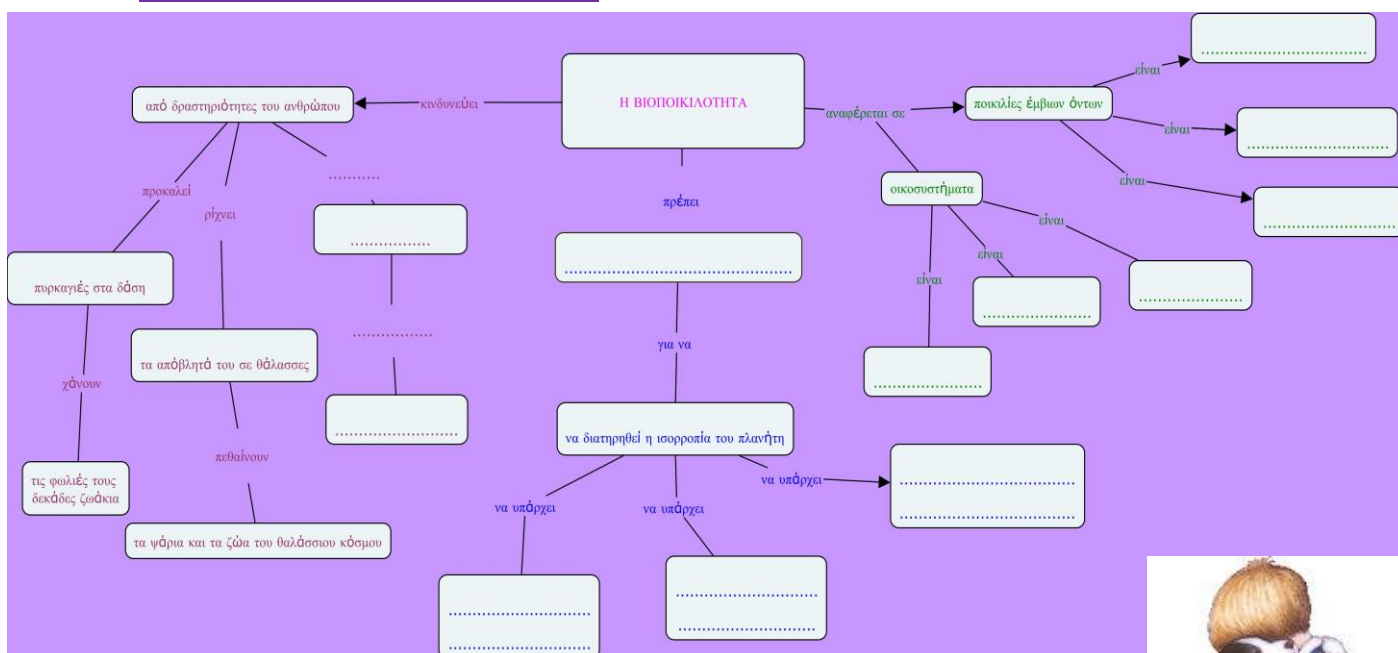 Η ΒΙΟΠΟΙΚΙΛΟΤΗΤΑ
κινδυνεύει
από δραστηριότητες του ανθρώπου
προκαλεί
πυρκαγιές στα δάση
χάνουν
τις φωλιές τους
δεκάδες ζωάκια
ρίχνει
τα απόβλητά του σε θάλασσες
πεθαίνουν
τα ψάρια και τα ζώα του θαλάσσιου κόσμου
...........
.................
.................
.........................
πρέπει
................................................
για να
να διατηρηθεί η ισορροπία του πλανήτη
να υπάρχει
..............................
..............................
να υπάρχει
.............................
.............................
να υπάρχει
....................................
....................................
αναφέρεται σε
ποικιλίες έμβιων όντων
είναι
...................................
είναι
..............................
είναι
..............................
οικοσυστήματα
είναι
.......................
είναι
.......................
είναι
......................